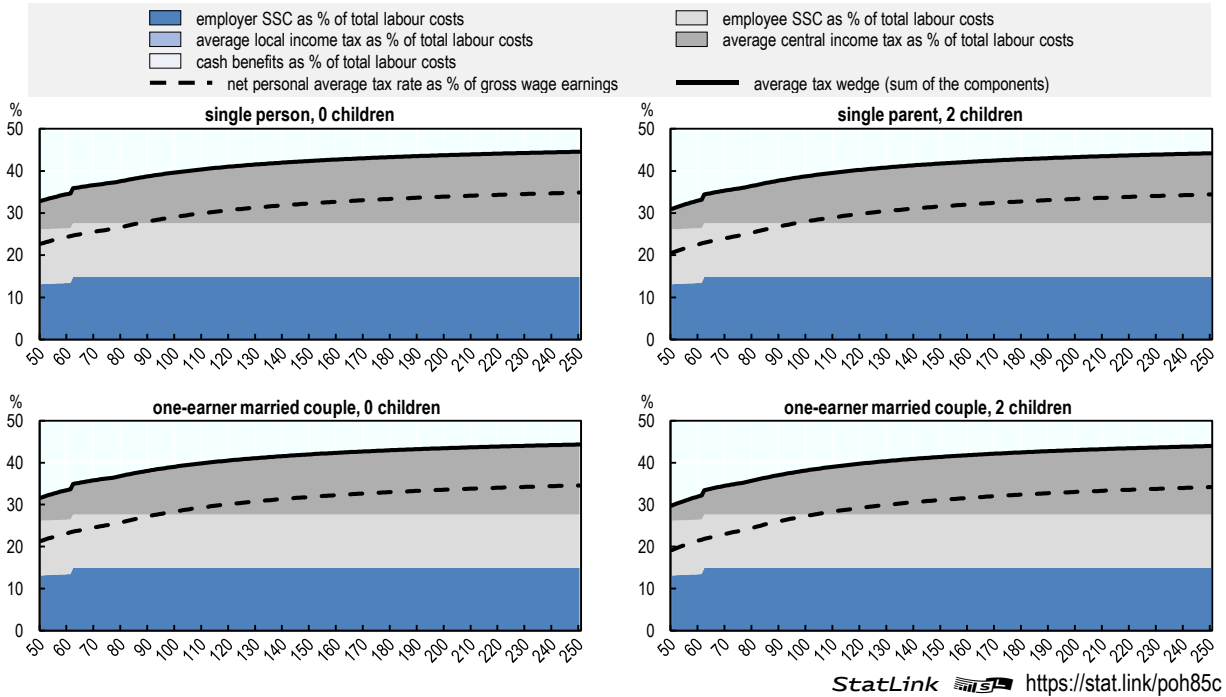 employer SSC as % of total labour costs
employee SSC as % of total labour costs
average local income tax as % of total labour costs
average central income tax as % of total labour costs
cash benefits as % of total labour costs
net personal average tax rate as % of gross wage earnings
average tax wedge (sum of the components)
%
single person, 0 children
50
40
30
20
10
0
50 60 70 80 90 100 110 120 130 140 150 160 170 180 190 200 210 220 230 240 250
%
single parent, 2 children
50
40
30
20
10
0
50 60 70 80 90 100 110 120 130 140 150 160 170 180 190 200 210 220 230 240 250
%
one-earner married couple, 0 children
50
40
30
20
10
0
50 60 70 80 90 100 110 120 130 140 150 160 170 180 190 200 210 220 230 240 250
%
one-earner married couple, 2 children
50
40
30
20
10
0
50 60 70 80 90 100 110 120 130 140 150 160 170 180 190 200 210 220 230 240 250
StatLink https://stat.link/poh85c